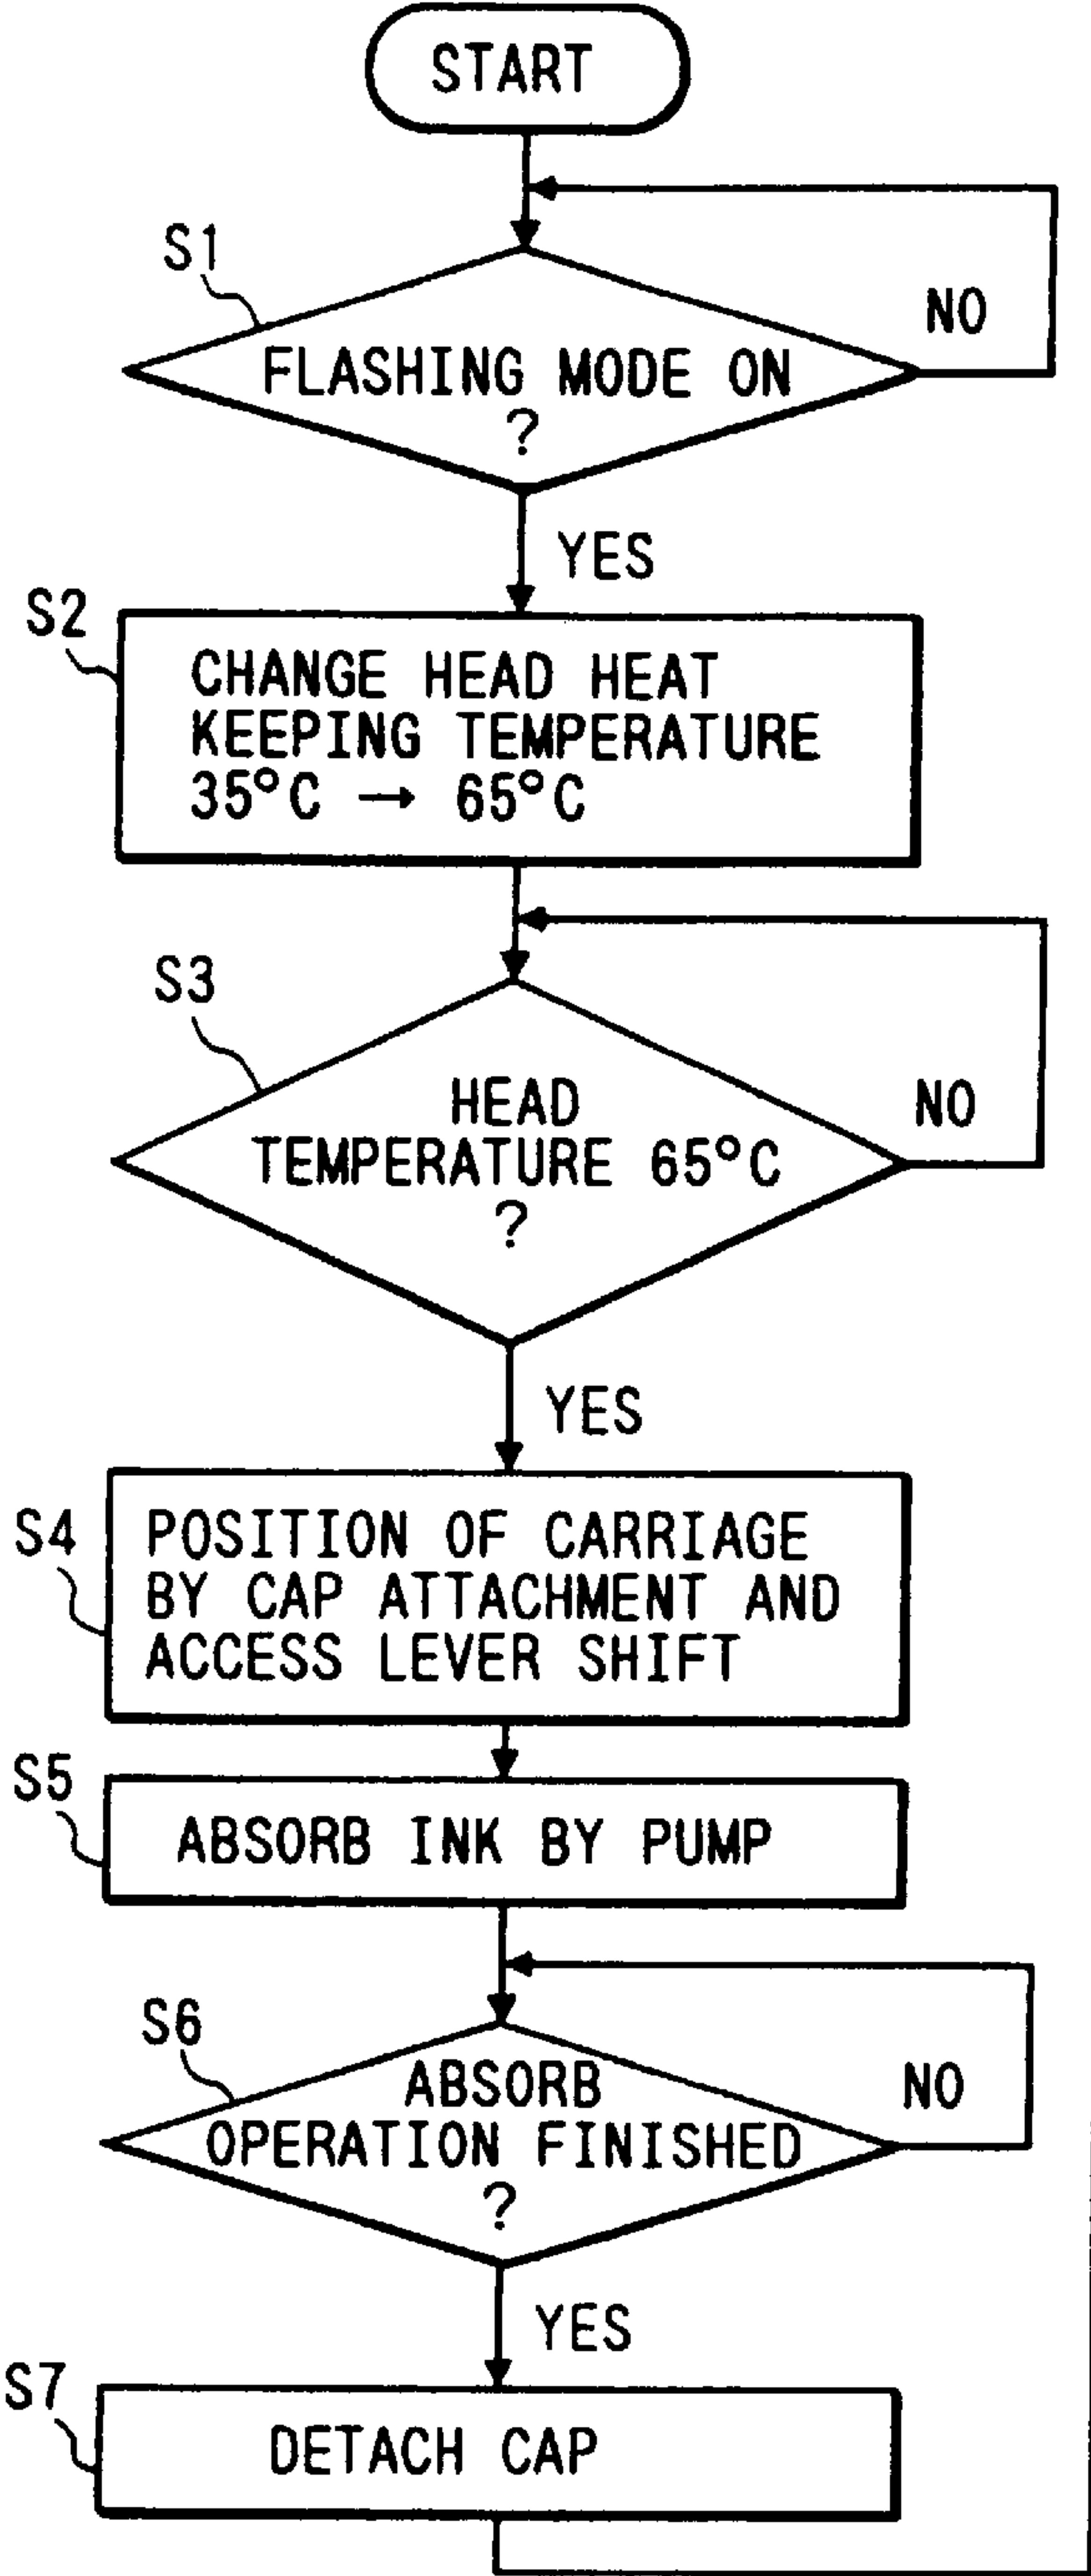 START
S1
FLASHING MODE ON
?
NO
YES
S2
CHANGE HEAD HEAT
KEEPING TEMPERATURE
35°C → 65°C
S3
HEAD
TEMPERATURE 65°C
?
NO
YES
S4
POSITION OF CARRIAGE
BY CAP ATTACHMENT AND
ACCESS LEVER SHIFT
S5
ABSORB INK BY PUMP
S6
ABSORB
OPERATION FINISHED
?
NO
YES
S7
DETACH CAP